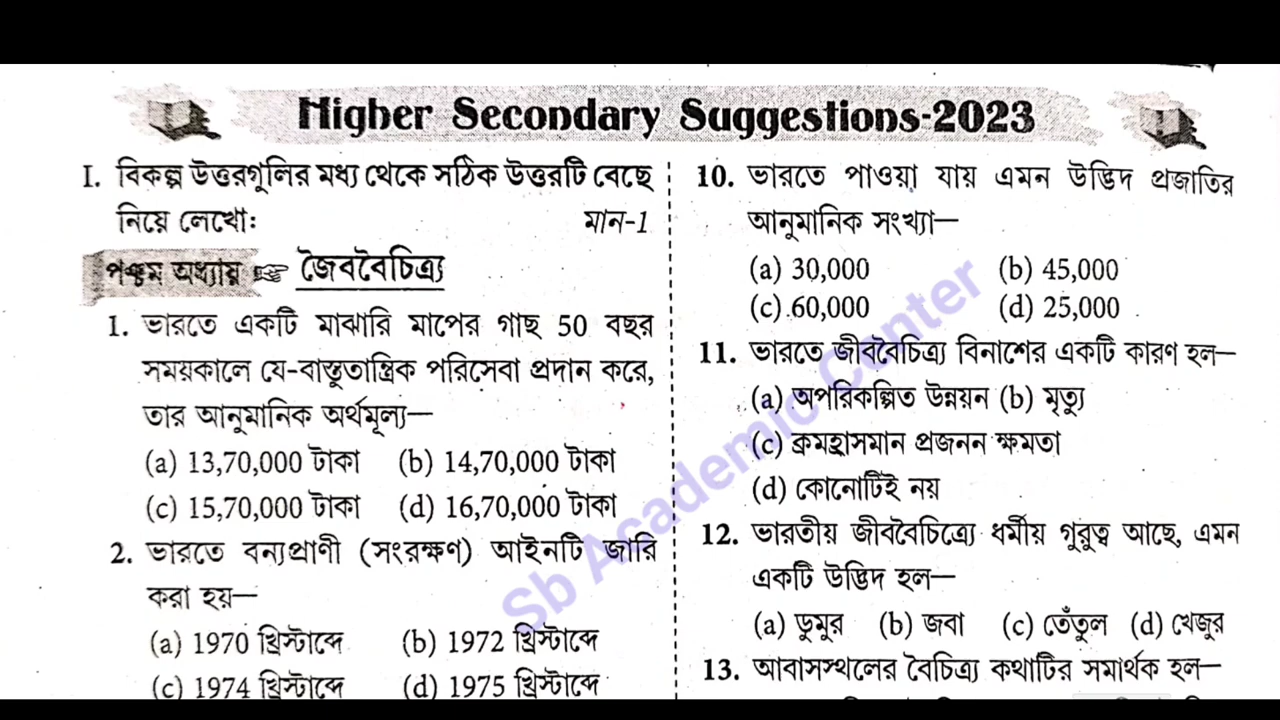 Higher Secondary Suggestions-2023
I. বিকল্প উত্তরগুলির মধ্য থেকে সঠিক উত্তরটি বেছে
নিয়ে লেখো: মান-1
পঞ্চম অধ্যায় ☞ জৈববৈচিত্র্য
1. ভারতে একটি মাঝারি মাপের গাছ 50 বছর
সময়কালে যে-বাস্তুতান্ত্রিক পরিসেবা প্রদান করে,
তার আনুমানিক অর্থমূল্য—
(a) 13,70,000 টাকা (b) 14,70,000 টাকা
(c) 15,70,000 টাকা (d) 16,70,000 টাকা
2. ভারতে বন্যপ্রাণী (সংরক্ষণ) আইনটি জারি
করা হয়—
(a) 1970 খ্রিস্টাব্দে (b) 1972 খ্রিস্টাব্দে
(c) 1974 খ্রিস্টাব্দে (d) 1975 খ্রিস্টাব্দে
10. ভারতে পাওয়া যায় এমন উদ্ভিদ প্রজাতির
আনুমানিক সংখ্যা—
(a) 30,000 (b) 45,000
(c) 60,000 (d) 25,000
11. ভারতে জীববৈচিত্র্য বিনাশের একটি কারণ হল—
(a) অপরিকল্পিত উন্নয়ন (b) মৃত্যু
(c) ক্রমহ্রাসমান প্রজনন ক্ষমতা
(d) কোনোটিই নয়
12. ভারতীয় জীববৈচিত্র্যে ধর্মীয় গুরুত্ব আছে, এমন
একটি উদ্ভিদ হল—
(a) ডুমুর (b) জবা (c) তেঁতুল (d) খেজুর
13. আবাসস্থলের বৈচিত্র্য কথাটির সমার্থক হল—
Sb Academic Center